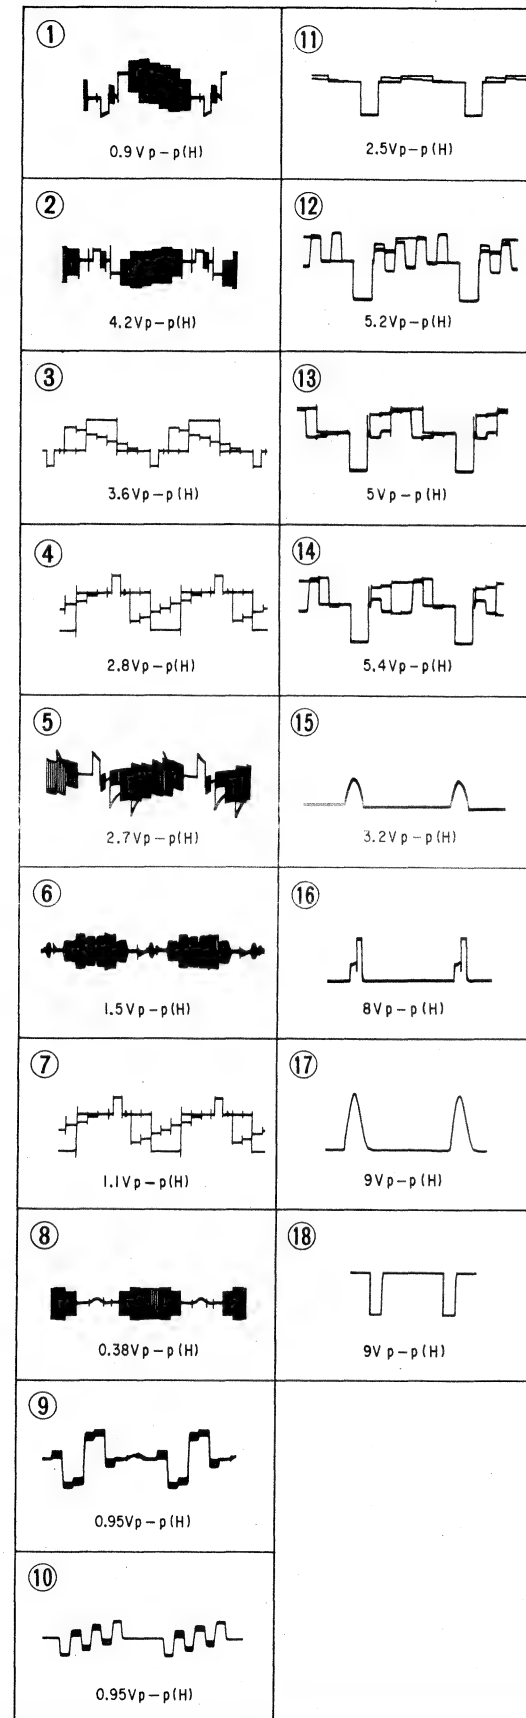 ①
0.9Vp–p(H)
②
4.2Vp–p(H)
③
3.6Vp–p(H)
④
2.8Vp–p(H)
⑤
2.7Vp–p(H)
⑥
1.5Vp–p(H)
⑦
1.1Vp–p(H)
⑧
0.38Vp–p(H)
⑨
0.95Vp–p(H)
⑩
0.95Vp–p(H)
⑪
2.5Vp–p(H)
⑫
5.2Vp–p(H)
⑬
5Vp–p(H)
⑭
5.4Vp–p(H)
⑮
3.2Vp–p(H)
⑯
8Vp–p(H)
⑰
9Vp–p(H)
⑱
9Vp–p(H)